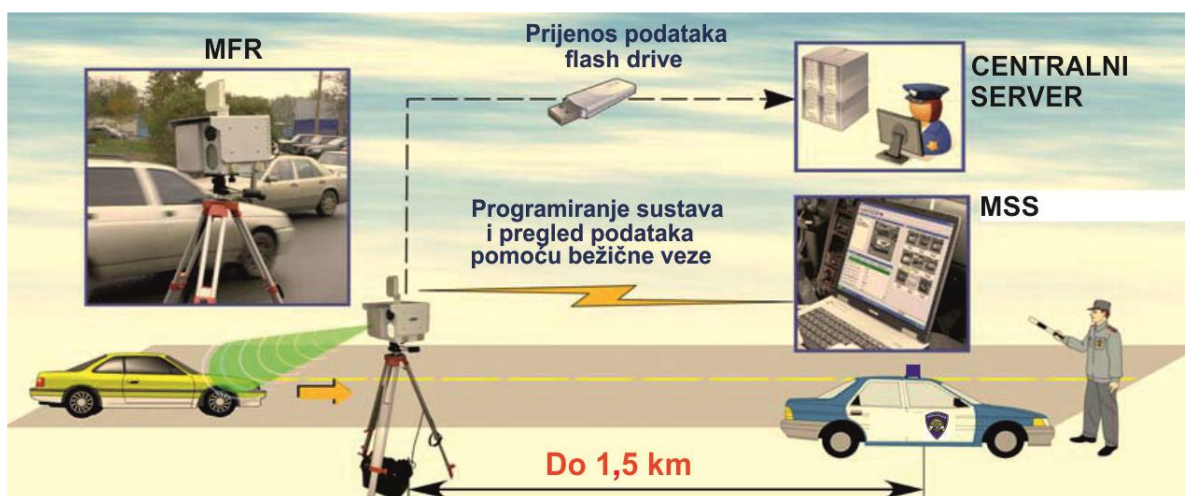 MFR
Prijenos podataka
flash drive
CENTRALNI
SERVER
Programiranje sustava
i pregled podataka
pomoću bežične veze
MSS
Do 1,5 km